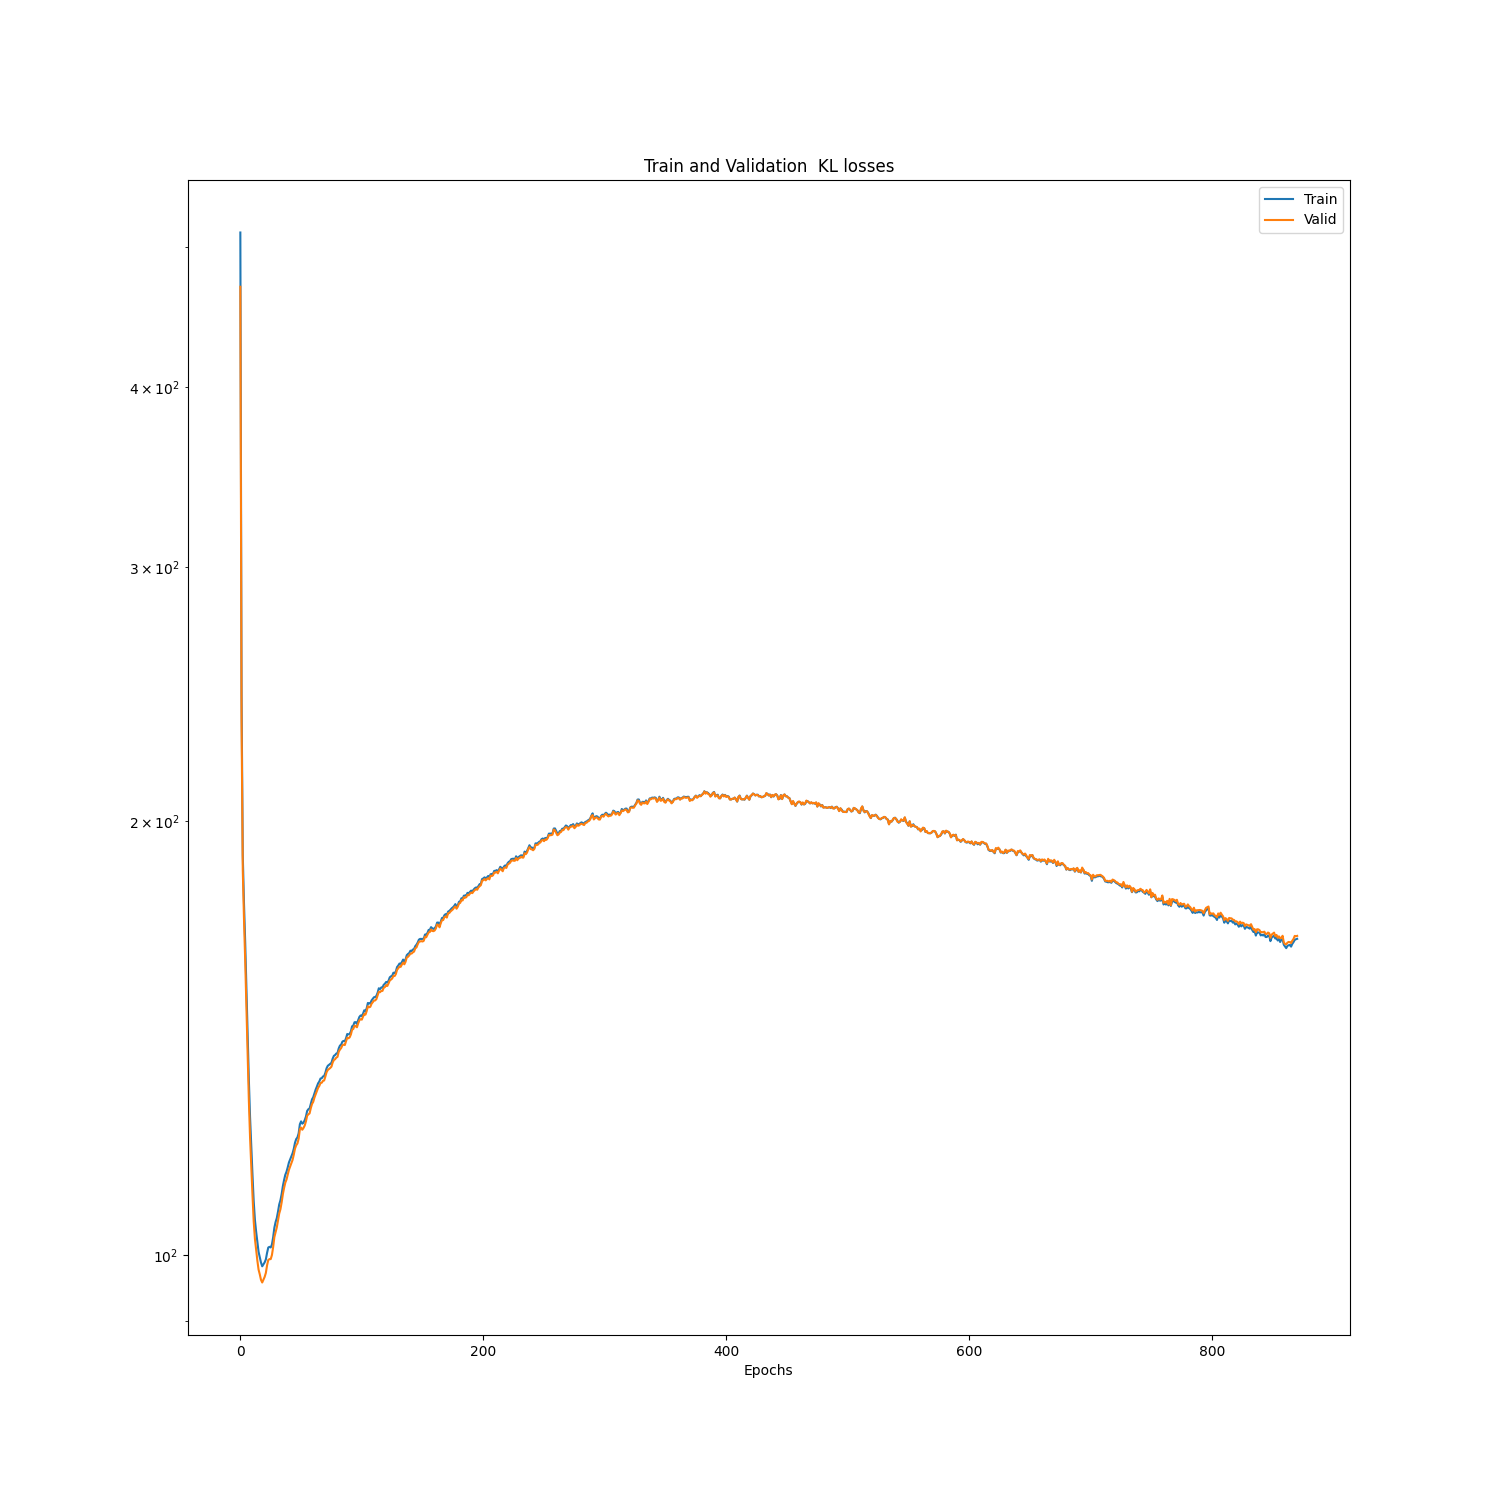 Train and Validation  KL losses
Train
Valid
4 × 10²
3 × 10²
2 × 10²
10²
0 200 400 600 800
Epochs